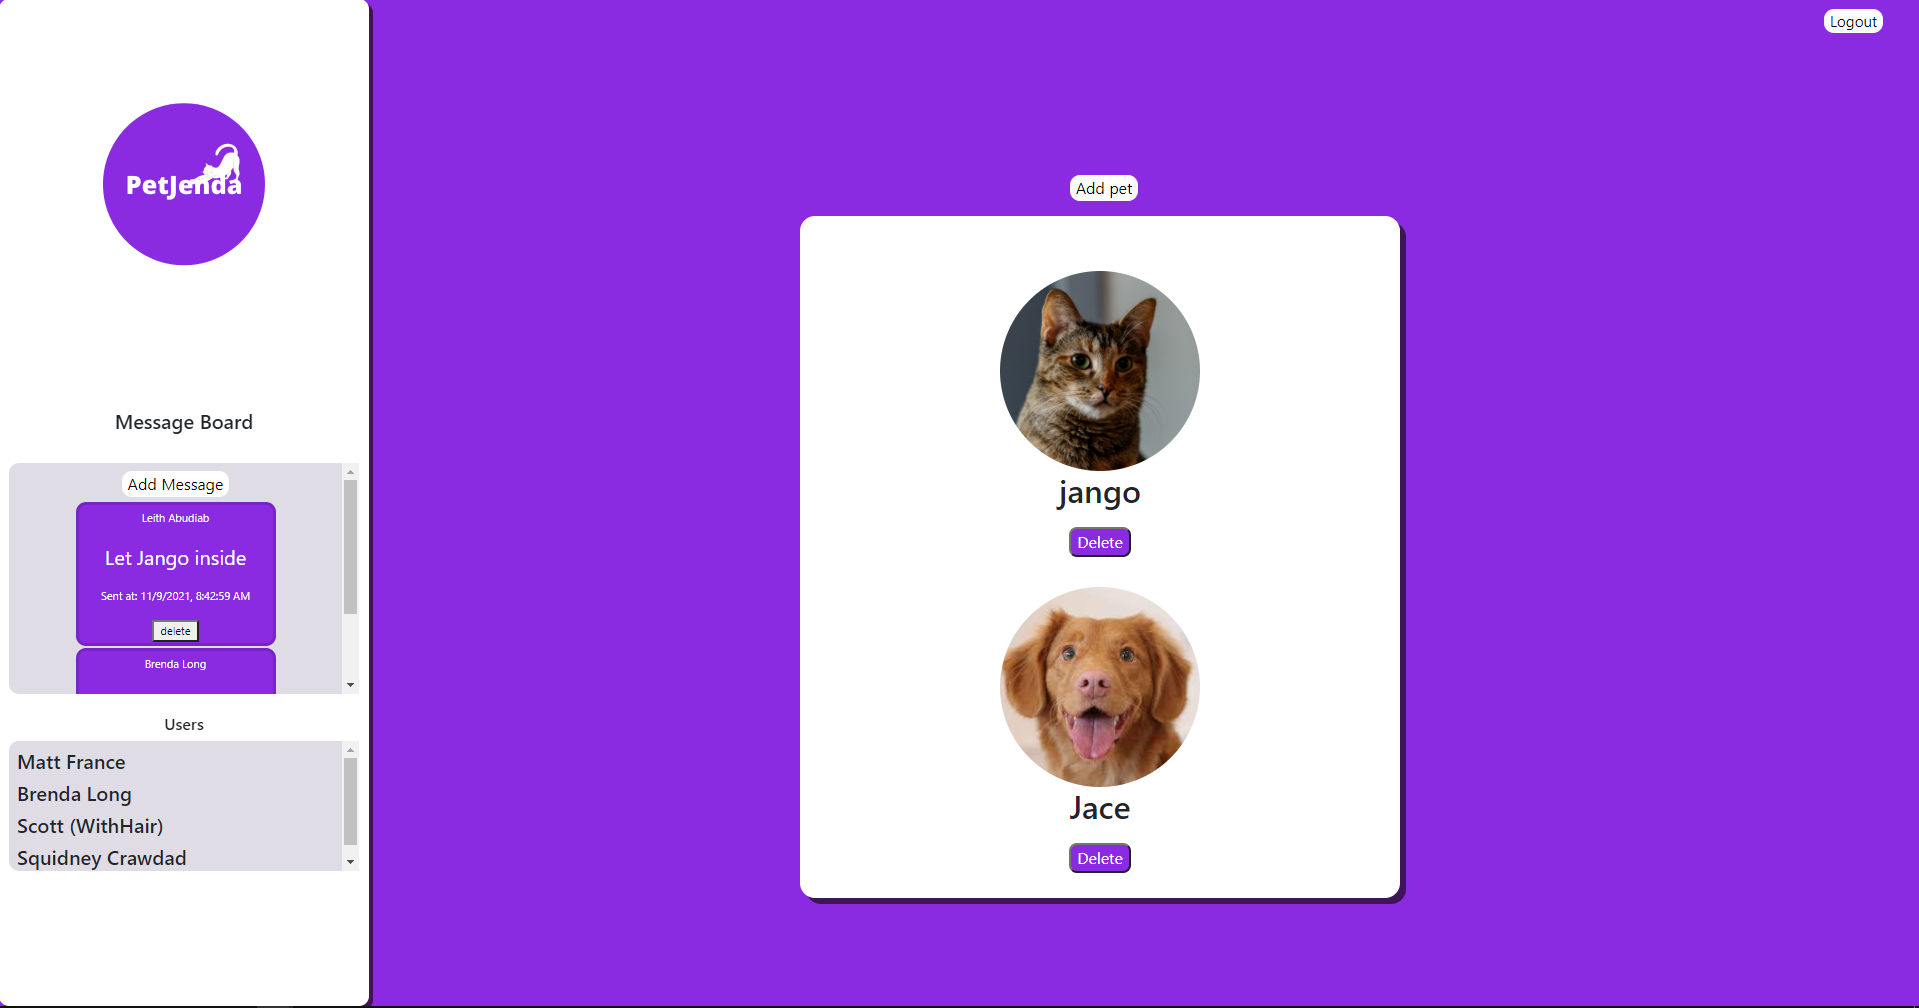 PetJenda
Message Board
Add Message
Leith Abudiab
Let Jango inside
Sent at: 11/9/2021, 8:42:59 AM
delete
Brenda Long
Users
Matt France
Brenda Long
Scott (WithHair)
Squidney Crawdad
Logout
Add pet
jango
Delete
Jace
Delete